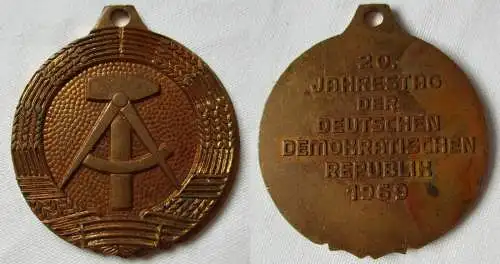 20.
JAHRESTAG
DER
DEUTSCHEN
DEMOKRATISCHEN
REPUBLIK
1969